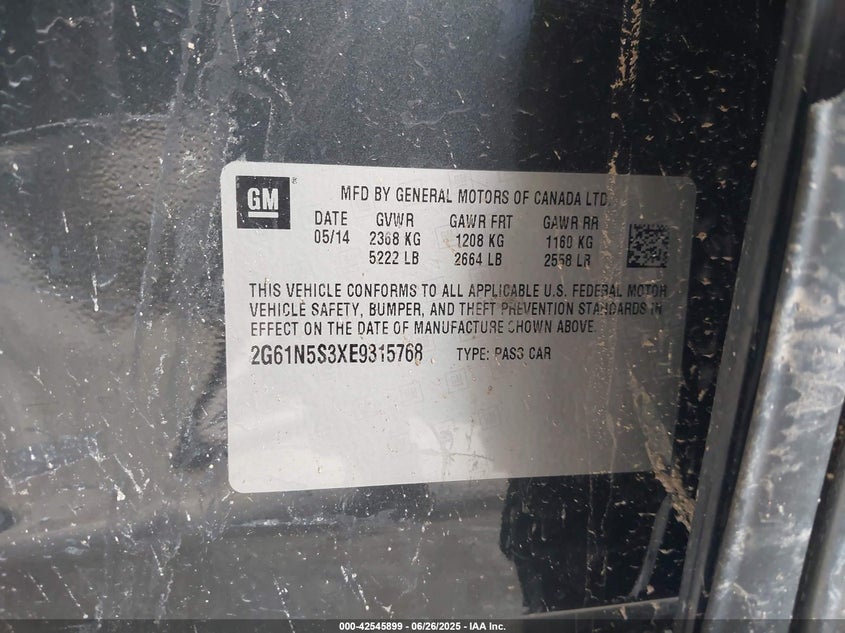 GM ®
MFD BY GENERAL MOTORS OF CANADA LTD.
DATE GVWR GAWR FRT GAWR RR
05/14 2368 KG 1208 KG 1160 KG
5222 LB 2664 LB 2558 LB
THIS VEHICLE CONFORMS TO ALL APPLICABLE U.S. FEDERAL MOTOR
VEHICLE SAFETY, BUMPER, AND THEFT PREVENTION STANDARDS IN
EFFECT ON THE DATE OF MANUFACTURE SHOWN ABOVE.
2G61N5S3XE9315768 TYPE: PASS CAR
000-42545899 - 06/26/2025 - IAA Inc.